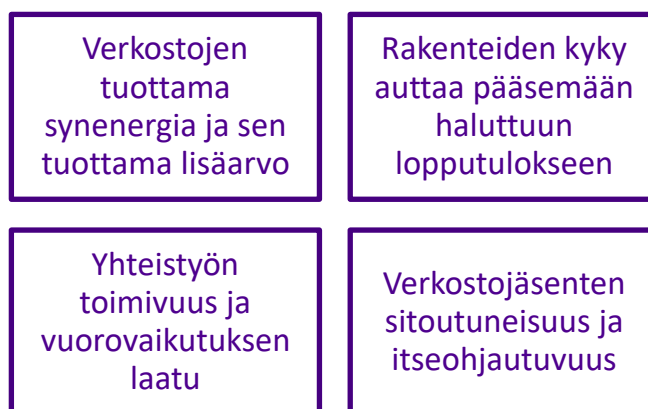 Verkostojen
tuottama
synenergia ja sen
tuottama lisäarvo
Rakenteiden kyky
auttaa pääsemään
haluttuun
lopputulokseen
Yhteistyön
toimivuus ja
vuorovaikutuksen
laatu
Verkostojäsenten
sitoutuneisuus ja
itseohjautuvuus